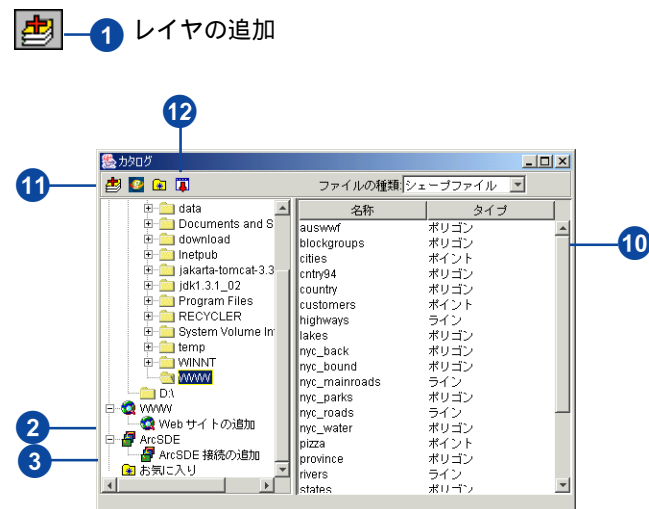 1 レイヤの追加
12
カタログ
11
ファイルの種類: シェープファイル
data
Documents and S
download
Inetpub
jakarta-tomcat-3.3
jdk1.3.1_02
Program Files
RECYCLER
System Volume In
temp
WINNT
WWW
D:\
WWW
Web サイトの追加
ArcSDE
ArcSDE 接続の追加
お気に入り
2
3
名称 タイプ
auswwf ポリゴン
blockgroups ポリゴン
cities ポイント
cntry94 ポリゴン
country ポリゴン
customers ポイント
highways ライン
lakes ポリゴン
nyc_back ポリゴン
nyc_bound ポリゴン
nyc_mainroads ライン
nyc_parks ポリゴン
nyc_roads ライン
nyc_water ポリゴン
pizza ポイント
province ポリゴン
rivers ライン
states ポリゴン
10